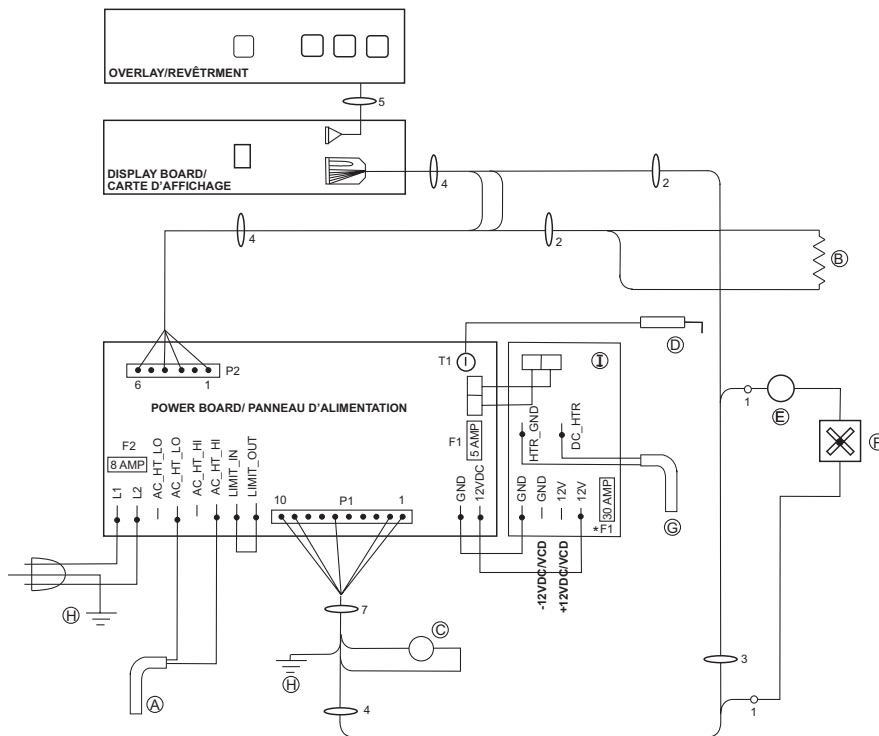 OVERLAY/REVÊTRMENT
5
DISPLAY BOARD/
CARTE D'AFFICHAGE
4
2
4
2
B
D
T1
I
P2
6
1
POWER BOARD/ PANNEAU D'ALIMENTATION
1
E
F
F2
8 AMP
L1
L2
AC_HT_LO
AC_HT_LO
AC_HT_HI
AC_HT_HI
LIMIT_IN
LIMIT_OUT
10
P1
1
F1
5 AMP
GND
12VDC
HTR_GND
DC_HTR
GND
GND
12V
12V
30 AMP
*F1
G
-12VDC/VCD
+12VDC/VCD
H
7
C
H
A
4
3
1